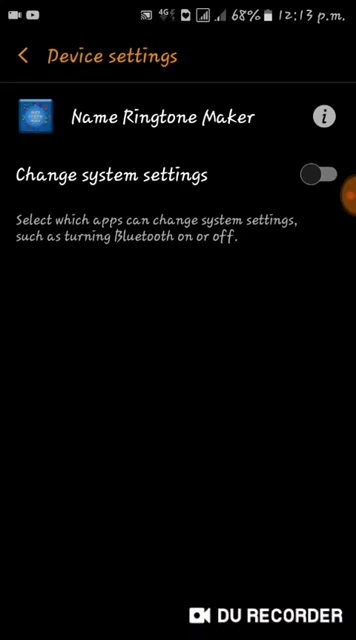 4G 68% 12:13 p.m.
Device settings
Name Ringtone Maker
Change system settings
Select which apps can change system settings,
such as turning Bluetooth on or off.
DU RECORDER